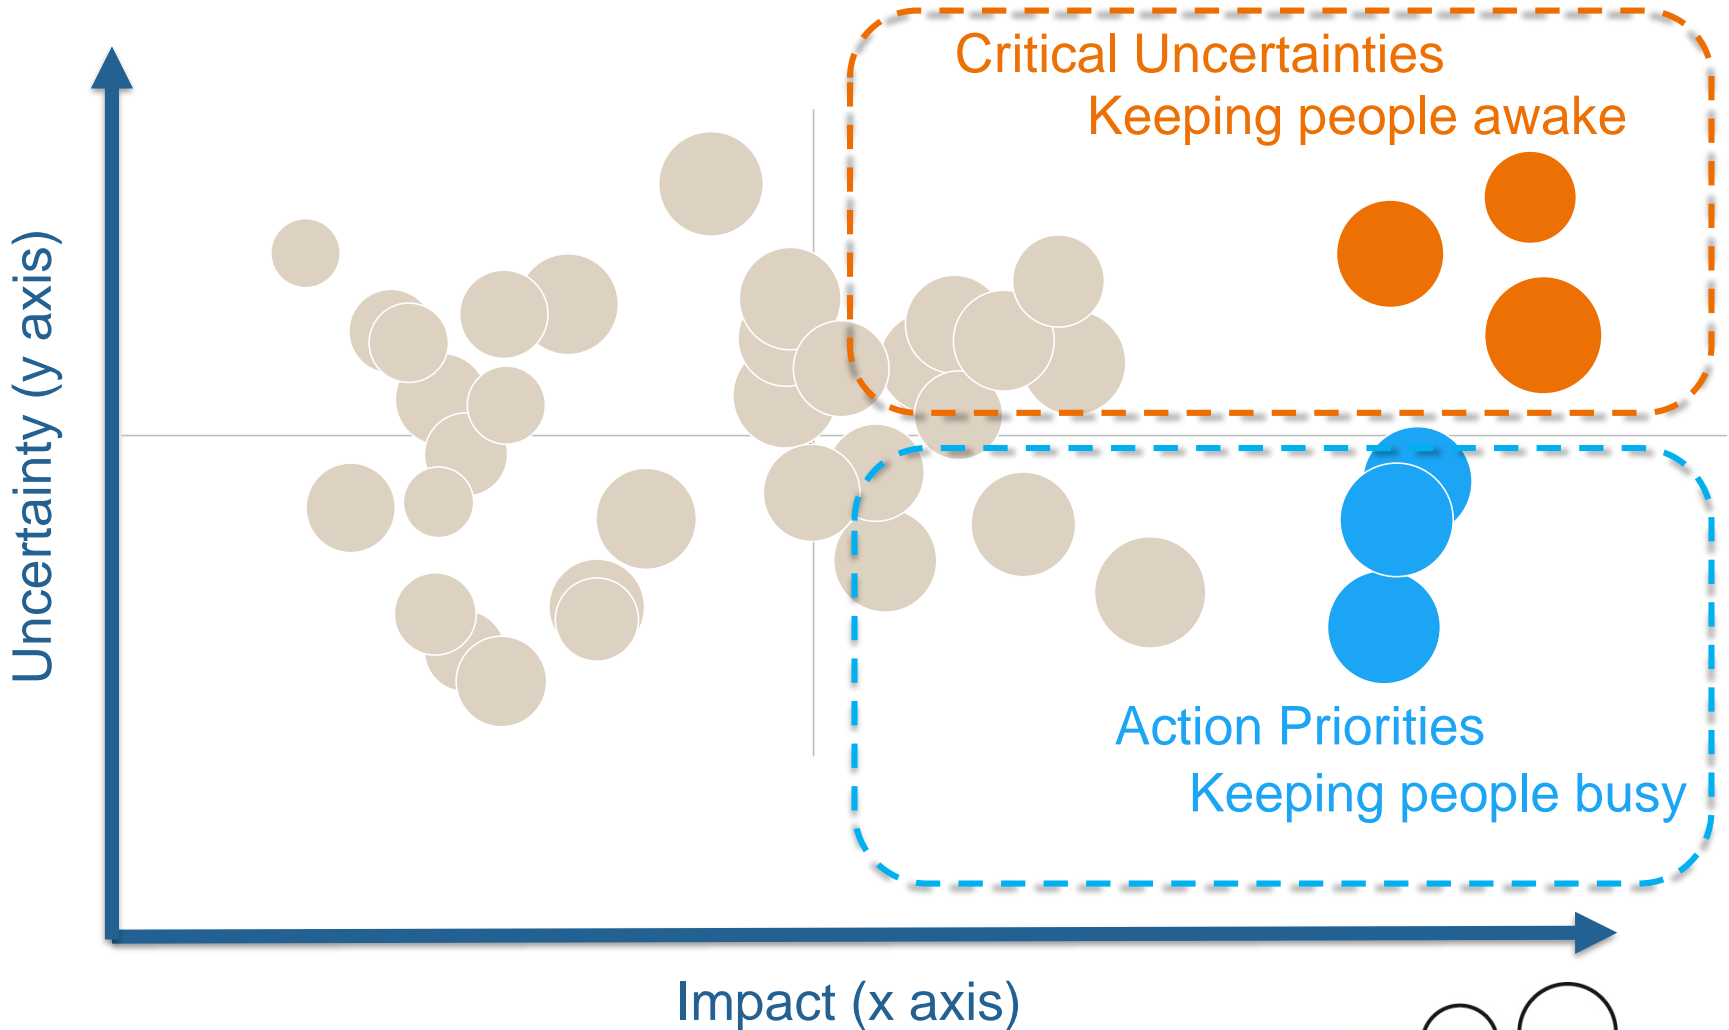 Critical Uncertainties
Keeping people awake
Uncertainty (y axis)
Action Priorities
Keeping people busy
Impact (x axis)